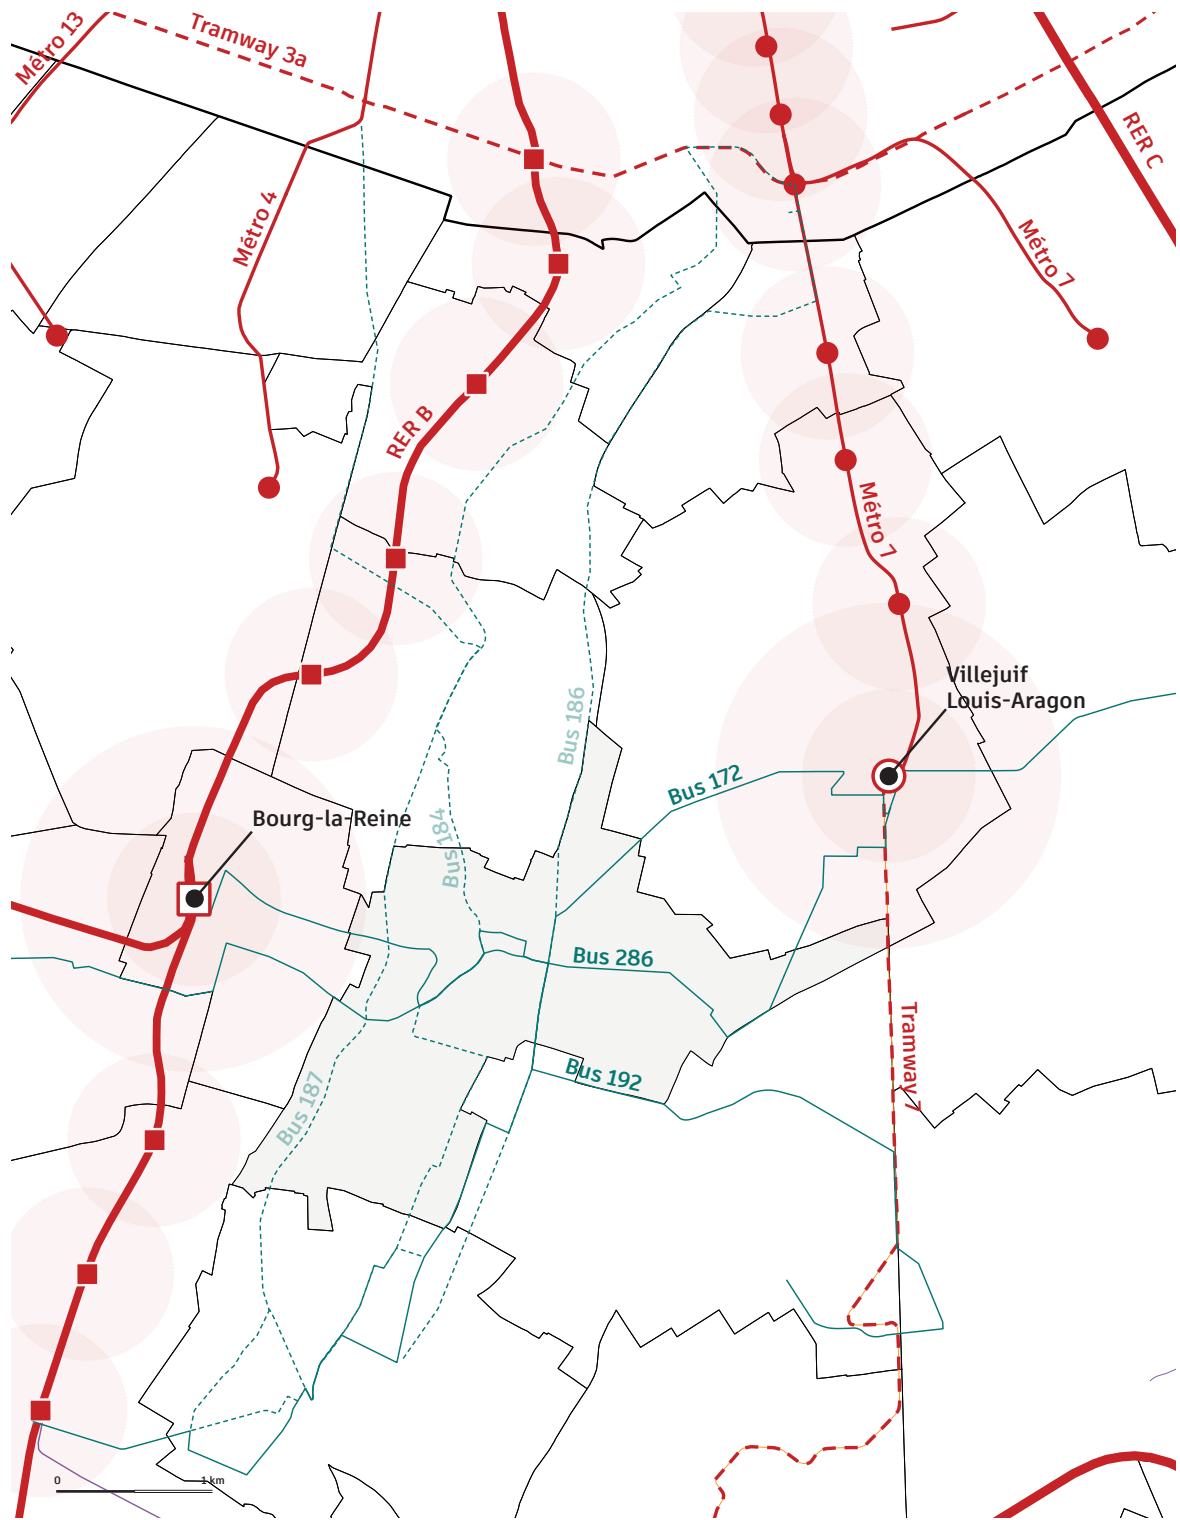 Métro 13
Tramway 3a
RER C
Métro 4
Métro 7
RER B
Métro 7
Villejuif
Louis-Aragon
Bus 186
Bus 172
Bourg-la-Reine
Bus 184
Bus 286
Tramway 7
Bus 192
Bus 187
0
1 km